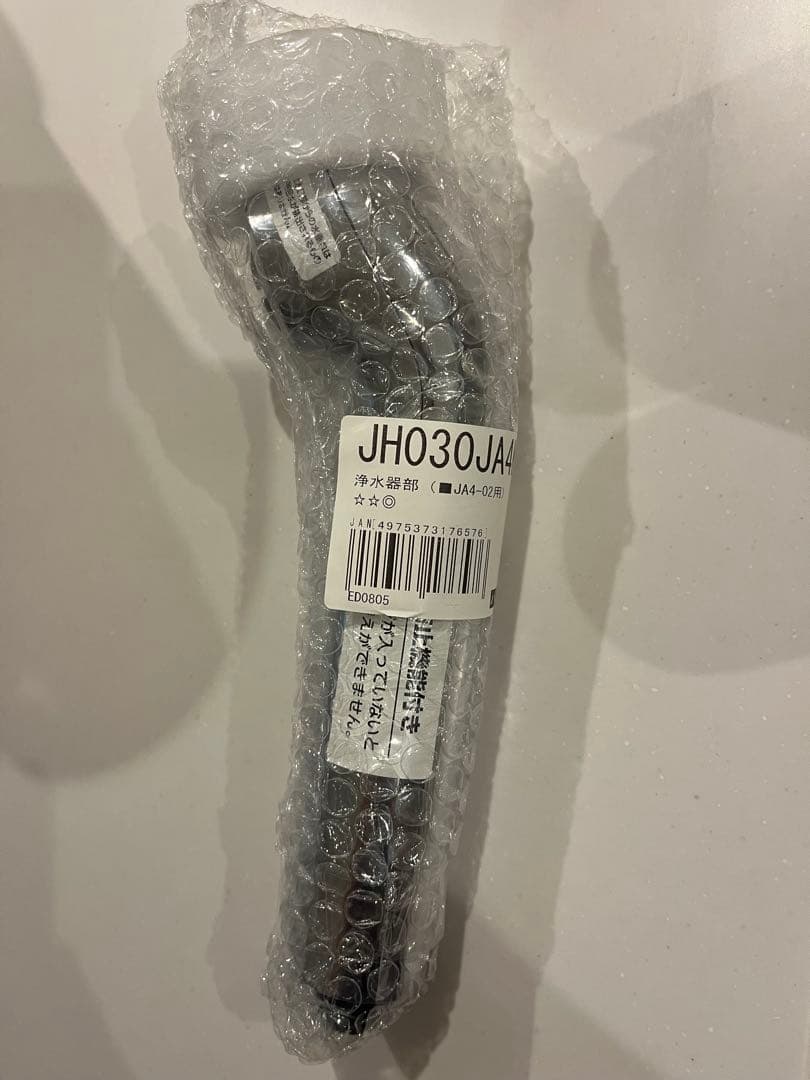 JH030JA4
浄水器部 (■JA4-02用)
☆☆◎
JAN[4975373176576]
ED0805
止機能付き
が入っていないと
えができません。